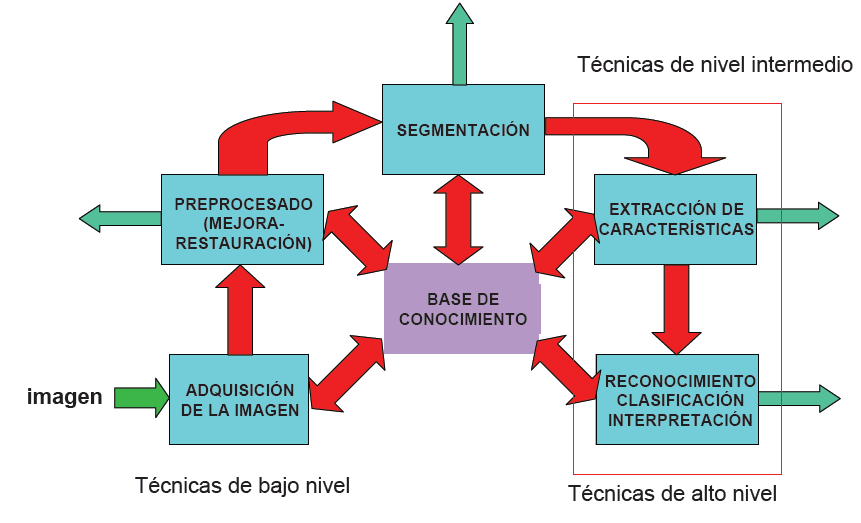 Técnicas de nivel intermedio
SEGMENTACIÓN
PREPROCESADO
(MEJORA-
RESTAURACIÓN)
EXTRACCIÓN DE
CARACTERÍSTICAS
BASE DE
CONOCIMIENTO
imagen
ADQUISICIÓN
DE LA IMAGEN
RECONOCIMIENTO
CLASIFICACIÓN
INTERPRETACIÓN
Técnicas de bajo nivel
Técnicas de alto nivel